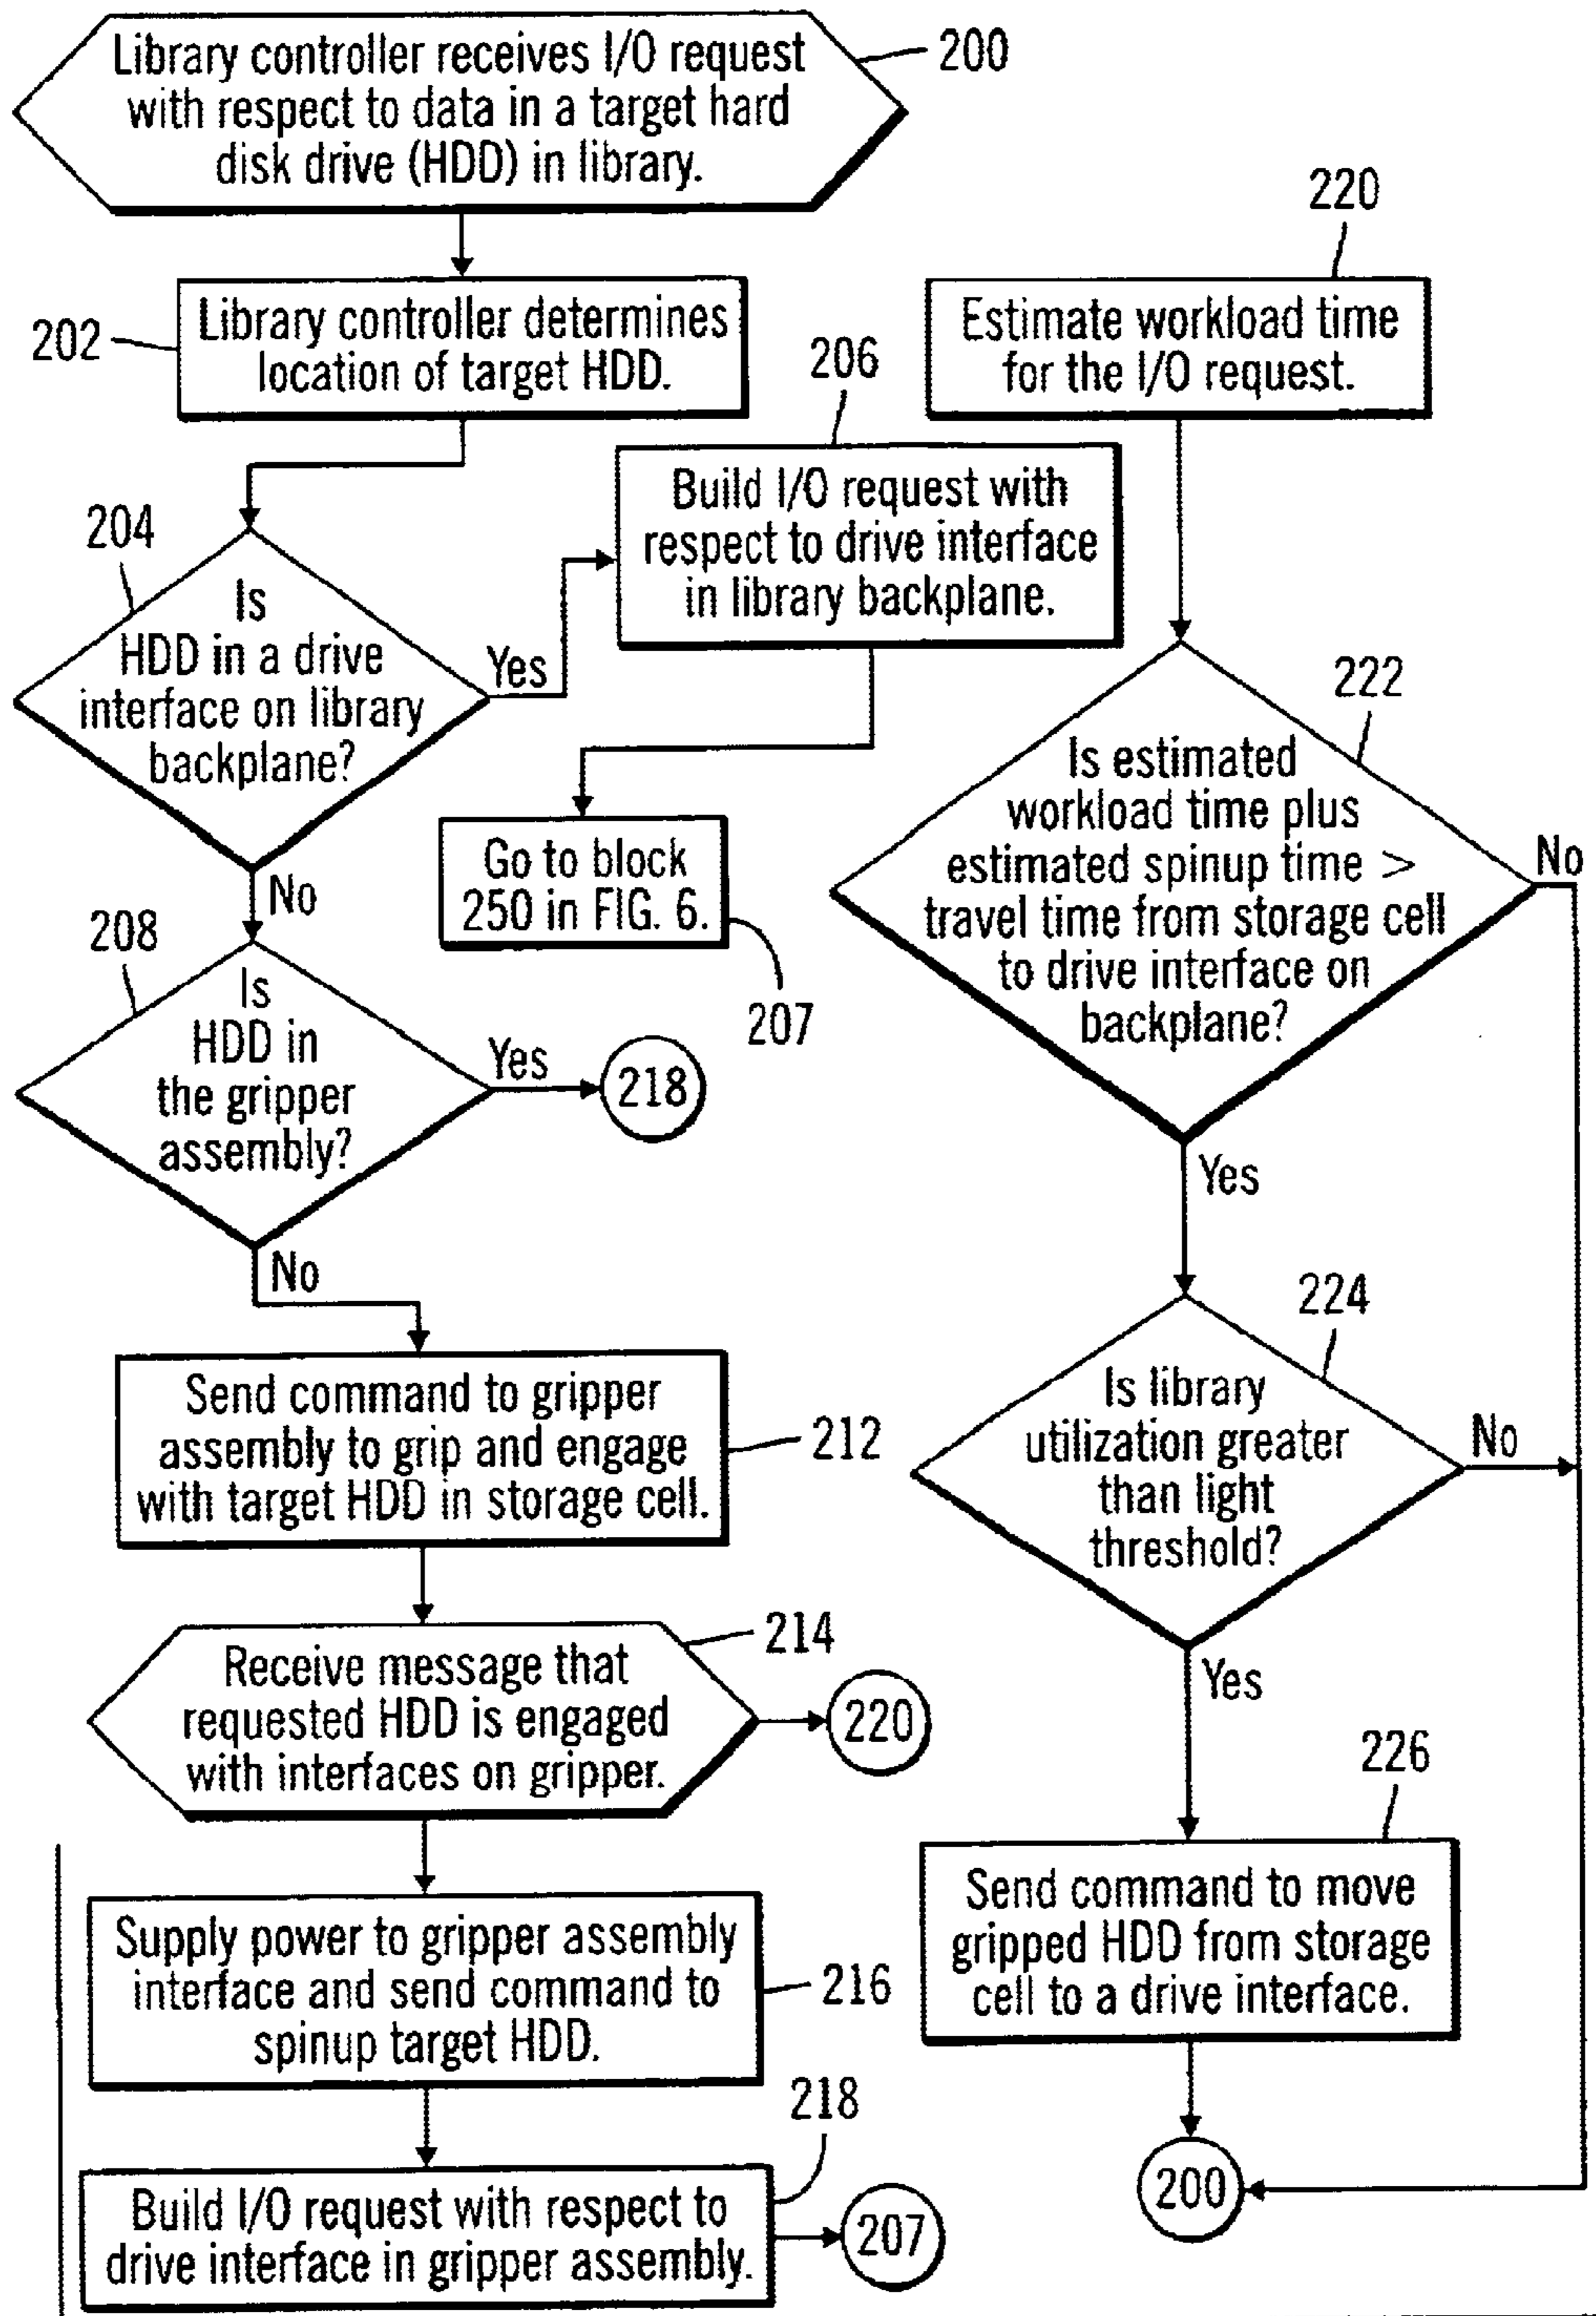 Library controller receives I/O request
with respect to data in a target hard
disk drive (HDD) in library.
200
202
Library controller determines
location of target HDD.
204
Is
HDD in a drive
interface on library
backplane?
Yes
No
206
Build I/O request with
respect to drive interface
in library backplane.
Go to block
250 in FIG. 6.
207
208
Is
HDD in
the gripper
assembly?
Yes
218
No
Send command to gripper
assembly to grip and engage
with target HDD in storage cell.
212
Receive message that
requested HDD is engaged
with interfaces on gripper.
214
220
Supply power to gripper assembly
interface and send command to
spinup target HDD.
216
218
Build I/O request with respect to
drive interface in gripper assembly.
207
220
Estimate workload time
for the I/O request.
222
Is estimated
workload time plus
estimated spinup time >
travel time from storage cell
to drive interface on
backplane?
No
Yes
224
Is library
utilization greater
than light
threshold?
No
Yes
226
Send command to move
gripped HDD from storage
cell to a drive interface.
200